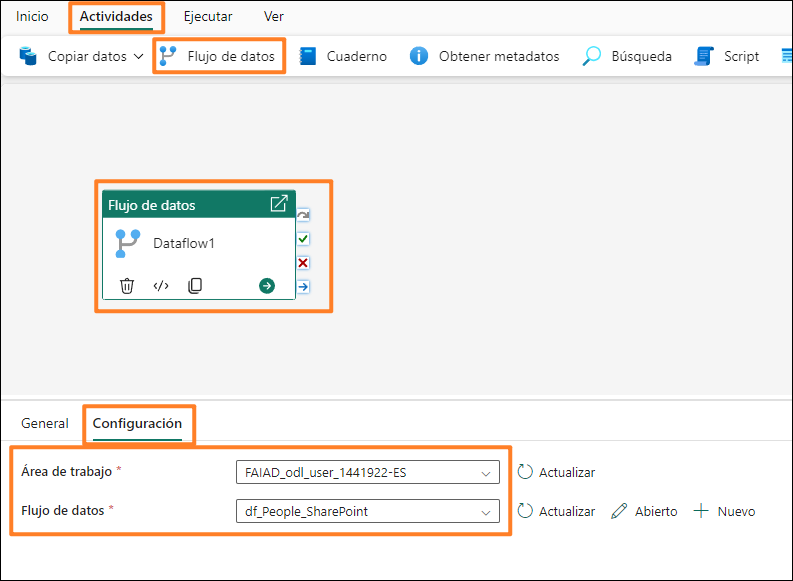 Inicio Actividades Ejecutar Ver
Copiar datos Flujo de datos Cuaderno Obtener metadatos Búsqueda Script
Flujo de datos
Dataflow1
General Configuración
Área de trabajo * FAIAD_odl_user_1441922-ES Actualizar
Flujo de datos * df_People_SharePoint Actualizar Abierto Nuevo